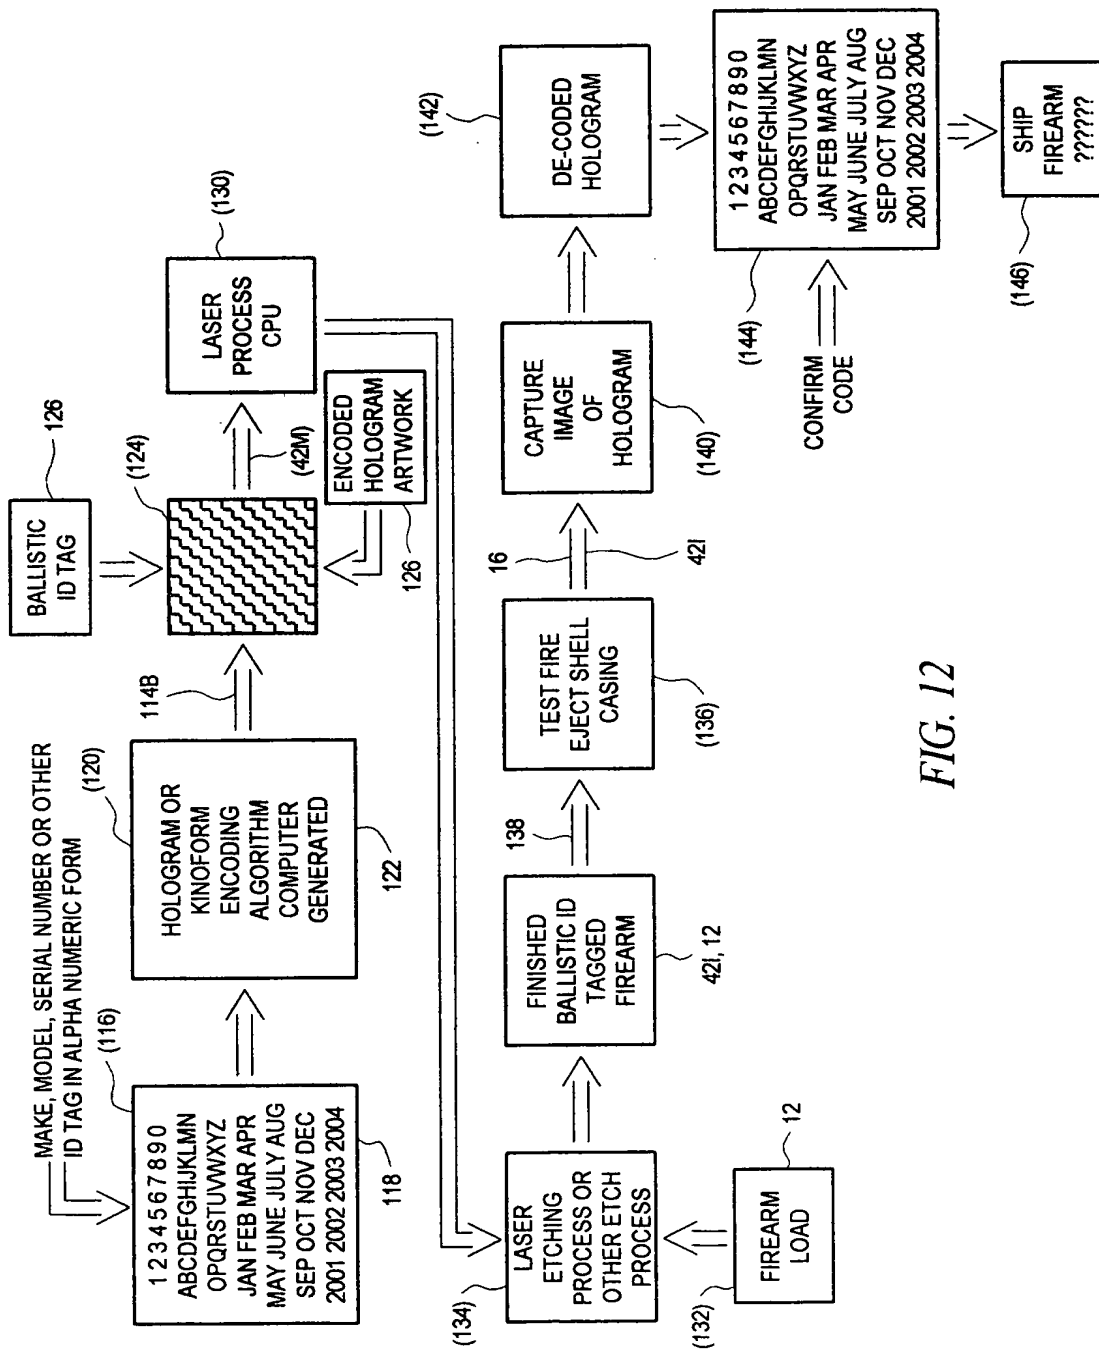 MAKE, MODEL, SERIAL NUMBER OR OTHER
ID TAG IN ALPHA NUMERIC FORM
(116)
1 2 3 4 5 6 7 8 9 0
ABCDEFGHIJKLMN
OPQRSTUVWXYZ
JAN FEB MAR APR
MAY JUNE JULY AUG
SEP OCT NOV DEC
2001 2002 2003 2004
118
(120)
HOLOGRAM OR
KINOFORM
ENCODING
ALGORITHM
COMPUTER
GENERATED
122
114B
BALLISTIC
ID TAG
126
(124)
(42M)
ENCODED
HOLOGRAM
ARTWORK
126
(130)
LASER
PROCESS
CPU
(134)
LASER
ETCHING
PROCESS OR
OTHER ETCH
PROCESS
(132)
FIREARM
LOAD
12
FINISHED
BALLISTIC ID
TAGGED
FIREARM
42I, 12
138
TEST FIRE
EJECT SHELL
CASING
(136)
16
42I
CAPTURE
IMAGE
OF
HOLOGRAM
(140)
(142)
DE-CODED
HOLOGRAM
(144)
1 2 3 4 5 6 7 8 9 0
ABCDEFGHIJKLMN
OPQRSTUVWXYZ
JAN FEB MAR APR
MAY JUNE JULY AUG
SEP OCT NOV DEC
2001 2002 2003 2004
CONFIRM
CODE
(146)
SHIP
FIREARM
??????
FIG. 12